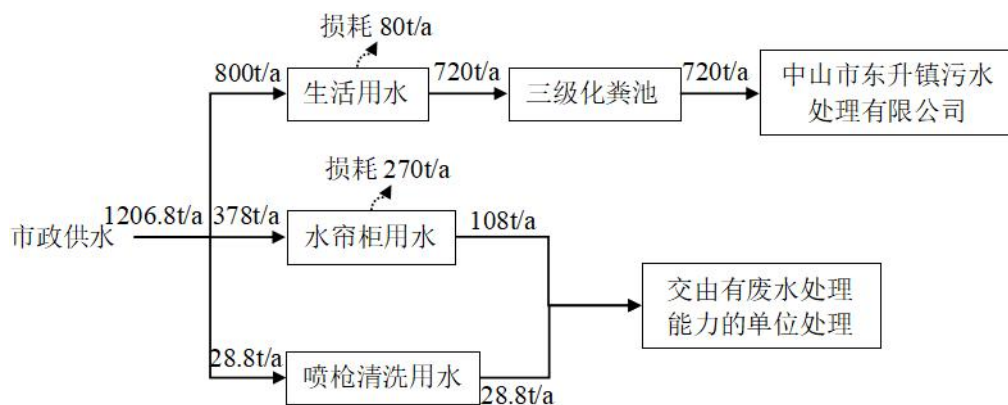 损耗 80t/a
800t/a
生活用水
720t/a
三级化粪池
720t/a
中山市东升镇污水
处理有限公司
损耗 270t/a
市政供水
1206.8t/a
378t/a
水帘柜用水
108t/a
交由有废水处理
能力的单位处理
28.8t/a
喷枪清洗用水
28.8t/a